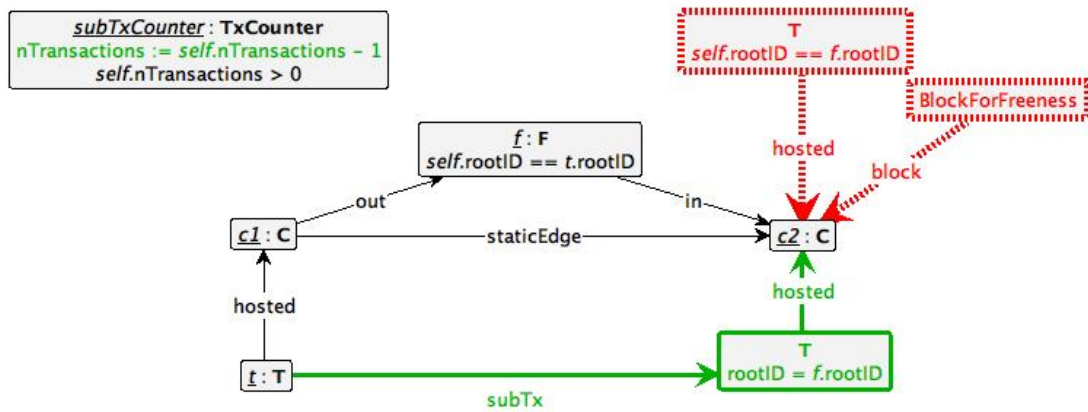 subTxCounter : TxCounter
nTransactions := self.nTransactions – 1
self.nTransactions > 0
T
self.rootID == f.rootID
BlockForFreeness
f : F
self.rootID == t.rootID
hosted
block
out
in
c1 : C
staticEdge
c2 : C
hosted
hosted
t : T
T
rootID = f.rootID
subTx